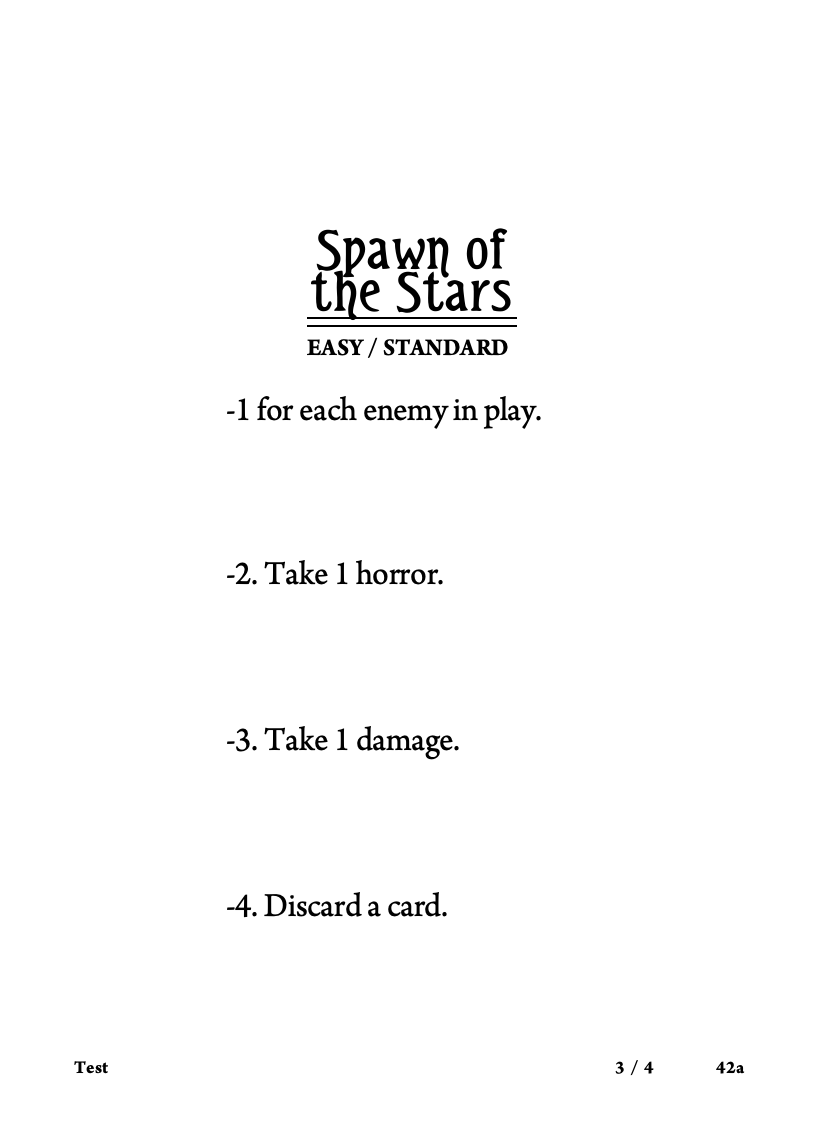 Spawn of
the Stars
EASY / STANDARD
-1 for each enemy in play.
-2. Take 1 horror.
-3. Take 1 damage.
-4. Discard a card.
Test 3 / 4 42a